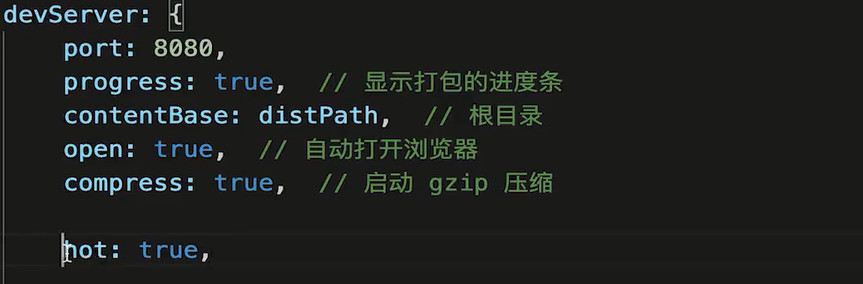 devServer: {
port: 8080,
progress: true, // 显示打包的进度条
contentBase: distPath, // 根目录
open: true, // 自动打开浏览器
compress: true, // 启动 gzip 压缩
hot: true,